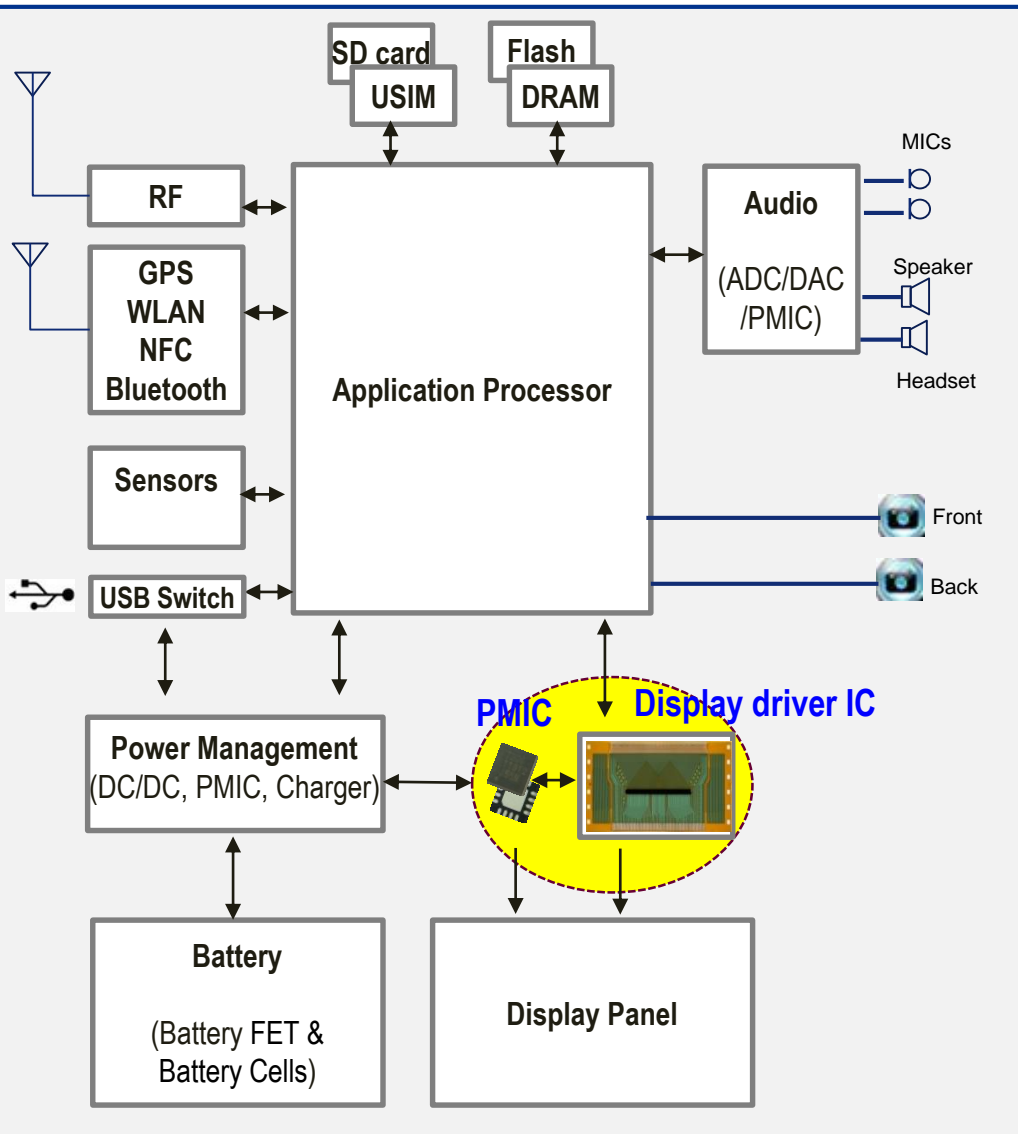 SD card
USIM
Flash
DRAM
MICs
RF
Audio
(ADC/DAC
/PMIC)
Speaker
Headset
GPS
WLAN
NFC
Bluetooth
Application Processor
Sensors
Front
USB Switch
Back
PMIC
Display driver IC
Power Management
(DC/DC, PMIC, Charger)
Battery
(Battery FET &
Battery Cells)
Display Panel